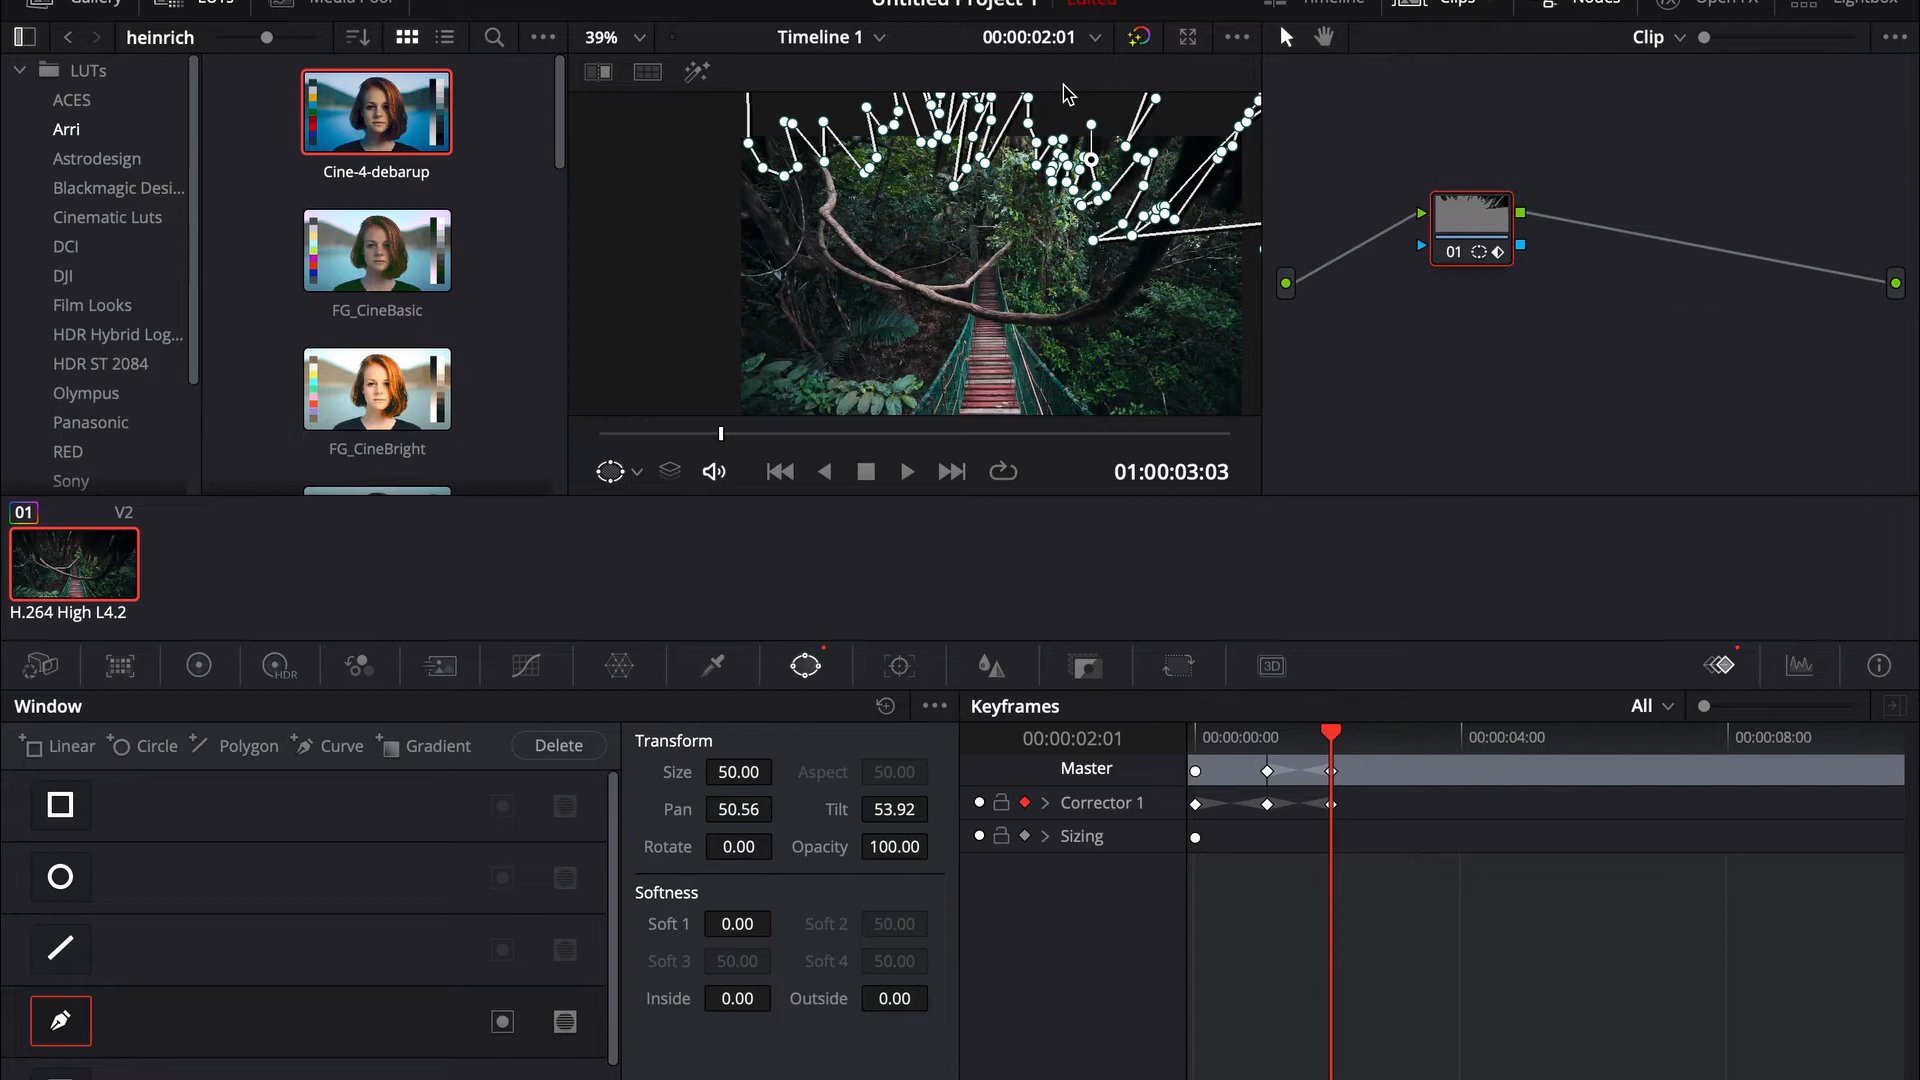 Gallery LUTs Media Pool Untitled Project 1 Edited Timeline Clips Nodes Open FX Lightbox
heinrich 39% Timeline 1 00:00:02:01 Clip
LUTs
ACES
Arri
Astrodesign
Blackmagic Desi...
Cinematic Luts
DCI
DJI
Film Looks
HDR Hybrid Log...
HDR ST 2084
Olympus
Panasonic
RED
Sony
Cine-4-debarup
FG_CineBasic
FG_CineBright
01
01:00:03:03
01 V2
H.264 High L4.2
HDR
3D
Window
Linear Circle Polygon Curve Gradient Delete
Transform
Size 50.00 Aspect 50.00
Pan 50.56 Tilt 53.92
Rotate 0.00 Opacity 100.00
Softness
Soft 1 0.00 Soft 2 50.00
Soft 3 50.00 Soft 4 50.00
Inside 0.00 Outside 0.00
Keyframes All
00:00:02:01 00:00:00:00 00:00:04:00 00:00:08:00
Master
Corrector 1
Sizing